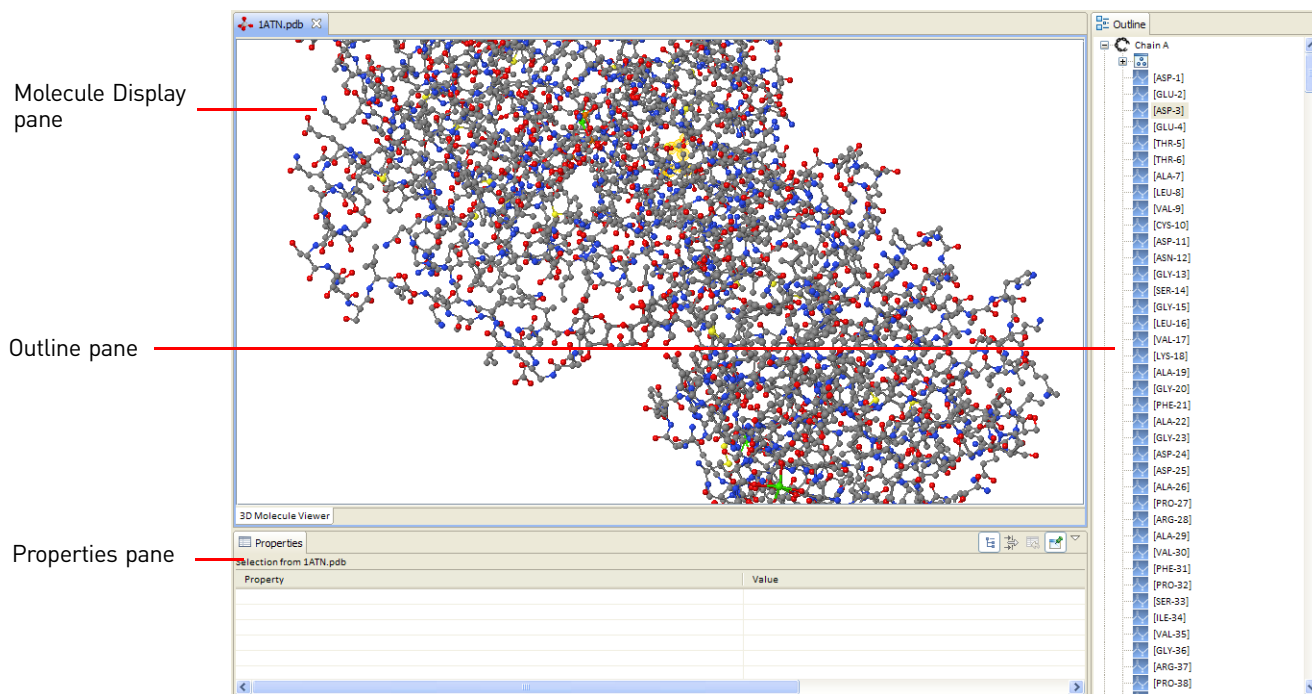 1ATN.pdb
Outline
Chain A
Molecule Display
pane
[ASP-1]
[GLU-2]
[ASP-3]
[GLU-4]
[THR-5]
[THR-6]
[ALA-7]
[LEU-8]
[VAL-9]
[CYS-10]
[ASP-11]
[ASN-12]
[GLY-13]
[SER-14]
[GLY-15]
[LEU-16]
[VAL-17]
[LYS-18]
[ALA-19]
[GLY-20]
[PHE-21]
[ALA-22]
[GLY-23]
[ASP-24]
[ASP-25]
[ALA-26]
[PRO-27]
[ARG-28]
[ALA-29]
[VAL-30]
[PHE-31]
[PRO-32]
[SER-33]
[ILE-34]
[VAL-35]
[GLY-36]
[ARG-37]
[PRO-38]
Outline pane
3D Molecule Viewer
Properties pane
Properties
Selection from 1ATN.pdb
Property Value